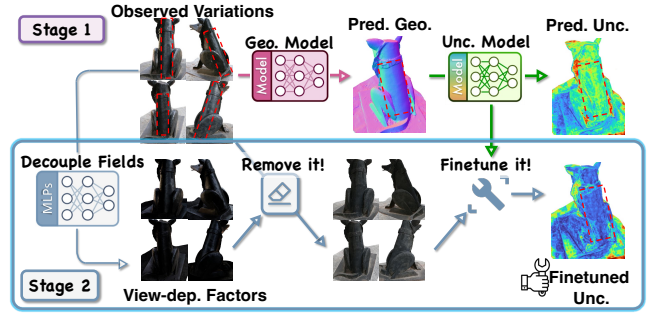 Observed Variations
Stage 1
Geo. Model
Model
Pred. Geo.
Unc. Model
Model
Pred. Unc.
Decouple Fields
MLPs
Remove it!
Finetune it!
Stage 2
View-dep. Factors
Finetuned
Unc.